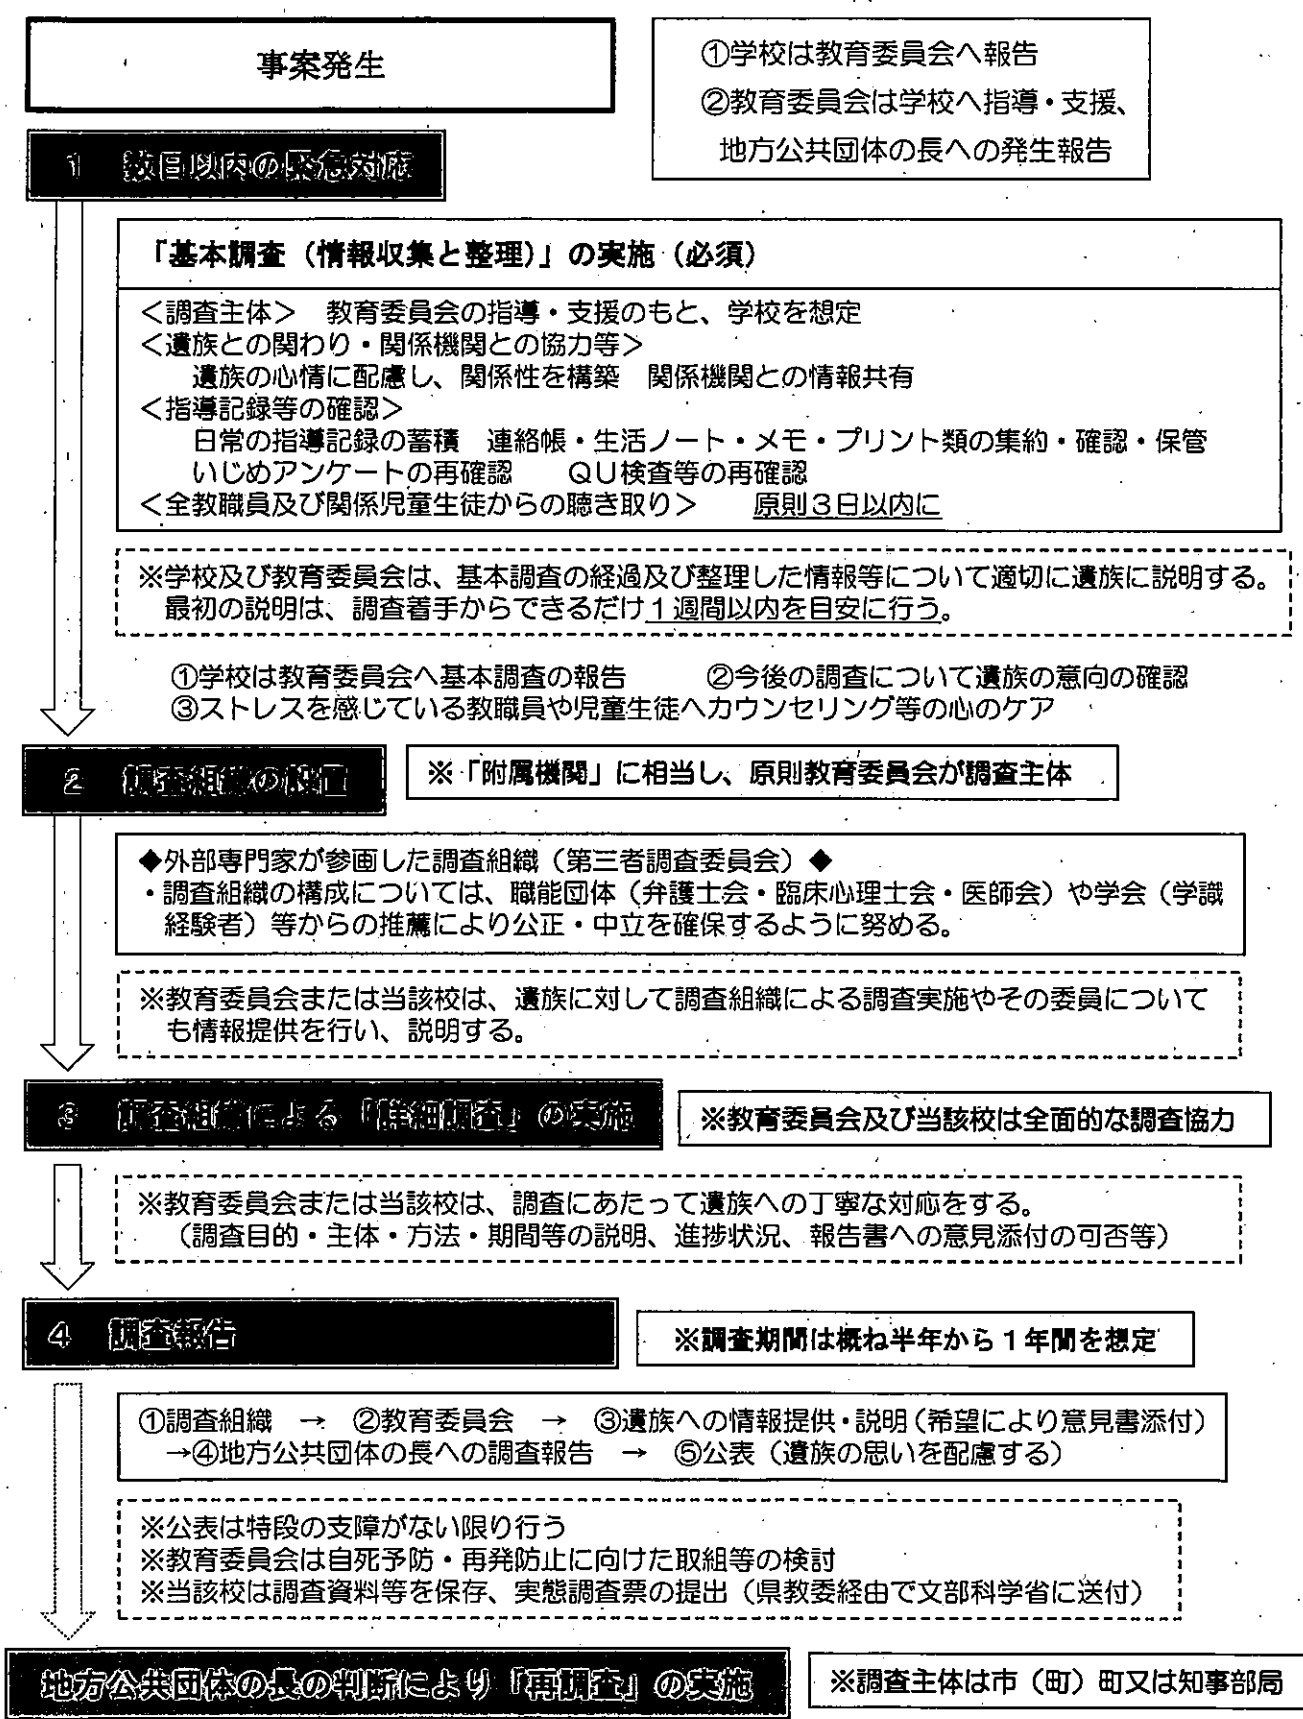 事案発生
①学校は教育委員会へ報告
②教育委員会は学校へ指導・支援、
地方公共団体の長への発生報告
1 数日以内の緊急対応
「基本調査（情報収集と整理）」の実施（必須）
＜調査主体＞ 教育委員会の指導・支援のもと、学校を想定
＜遺族との関わり・関係機関との協力等＞
遺族の心情に配慮し、関係性を構築 関係機関との情報共有
＜指導記録等の確認＞
日常の指導記録の蓄積 連絡帳・生活ノート・メモ・プリント類の集約・確認・保管
いじめアンケートの再確認 QU検査等の再確認
＜全教職員及び関係児童生徒からの聴き取り＞ 原則３日以内に
※学校及び教育委員会は、基本調査の経過及び整理した情報等について適切に遺族に説明する。
最初の説明は、調査着手からできるだけ１週間以内を目安に行う。
①学校は教育委員会へ基本調査の報告 ②今後の調査について遺族の意向の確認
③ストレスを感じている教職員や児童生徒へカウンセリング等の心のケア
2 調査組織の設置
※「附属機関」に相当し、原則教育委員会が調査主体
◆外部専門家が参画した調査組織（第三者調査委員会）◆
・調査組織の構成については、職能団体（弁護士会・臨床心理士会・医師会）や学会（学識
経験者）等からの推薦により公正・中立を確保するように努める。
※教育委員会または当該校は、遺族に対して調査組織による調査実施やその委員について
も情報提供を行い、説明する。
3 調査組織による「詳細調査」の実施
※教育委員会及び当該校は全面的な調査協力
※教育委員会または当該校は、調査にあたって遺族への丁寧な対応をする。
（調査目的・主体・方法・期間等の説明、進捗状況、報告書への意見添付の可否等）
4 調査報告
※調査期間は概ね半年から１年間を想定
①調査組織 → ②教育委員会 → ③遺族への情報提供・説明（希望により意見書添付）
→④地方公共団体の長への調査報告 → ⑤公表（遺族の思いを配慮する）
※公表は特段の支障がない限り行う
※教育委員会は自死予防・再発防止に向けた取組等の検討
※当該校は調査資料等を保存、実態調査票の提出（県教委経由で文部科学省に送付）
地方公共団体の長の判断により「再調査」の実施
※調査主体は市（町）町又は知事部局